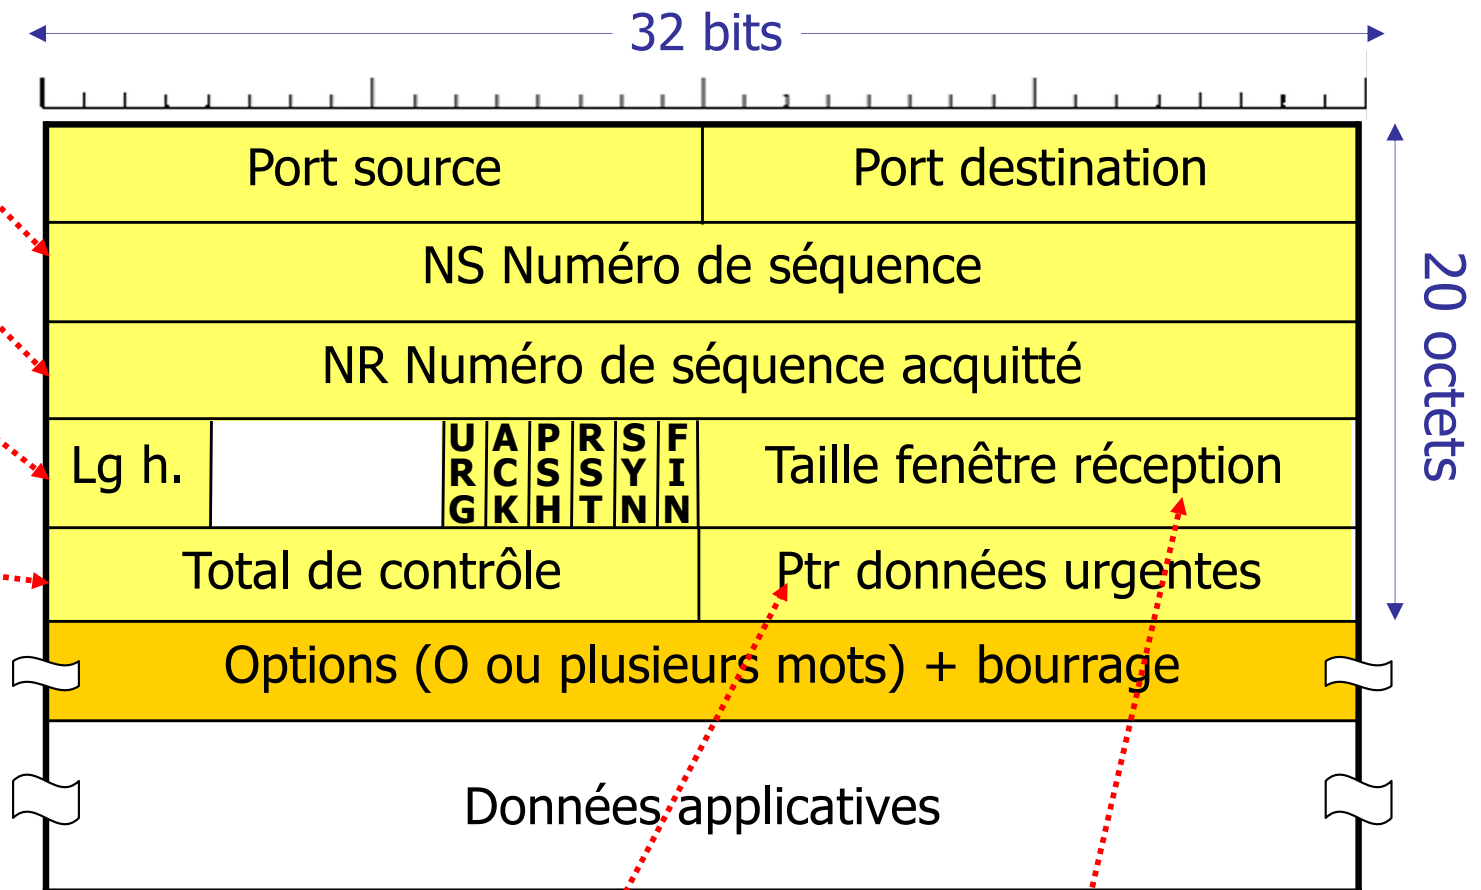 32 bits
Port source
Port destination
NS Numéro de séquence
20 octets
NR Numéro de séquence acquitté
Lg h.
URG
ACK
PSH
RST
SYN
FIN
Taille fenêtre réception
Total de contrôle
Ptr données urgentes
Options (O ou plusieurs mots) + bourrage
Données applicatives